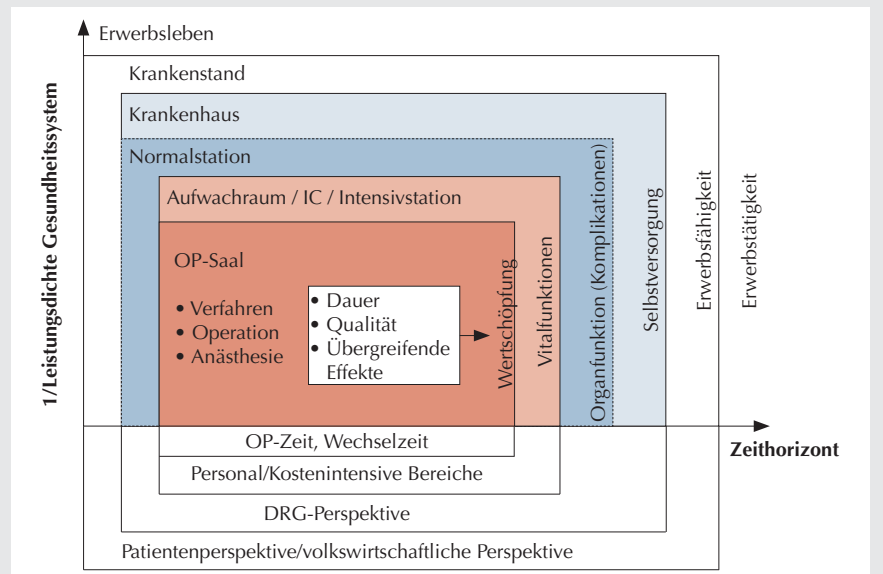 Erwerbsleben
Krankenstand
Krankenhaus
Normalstation
Aufwachraum / IC / Intensivstation
OP-Saal
• Verfahren
• Operation
• Anästhesie
• Dauer
• Qualität
• Übergreifende
Effekte
Wertschöpfung
Vitalfunktionen
Organfunktion (Komplikationen)
Selbstversorgung
Erwerbsfähigkeit
Erwerbstätigkeit
1/Leistungsdichte Gesundheitssystem
Zeithorizont
OP-Zeit, Wechselzeit
Personal/Kostenintensive Bereiche
DRG-Perspektive
Patientenperspektive/volkswirtschaftliche Perspektive